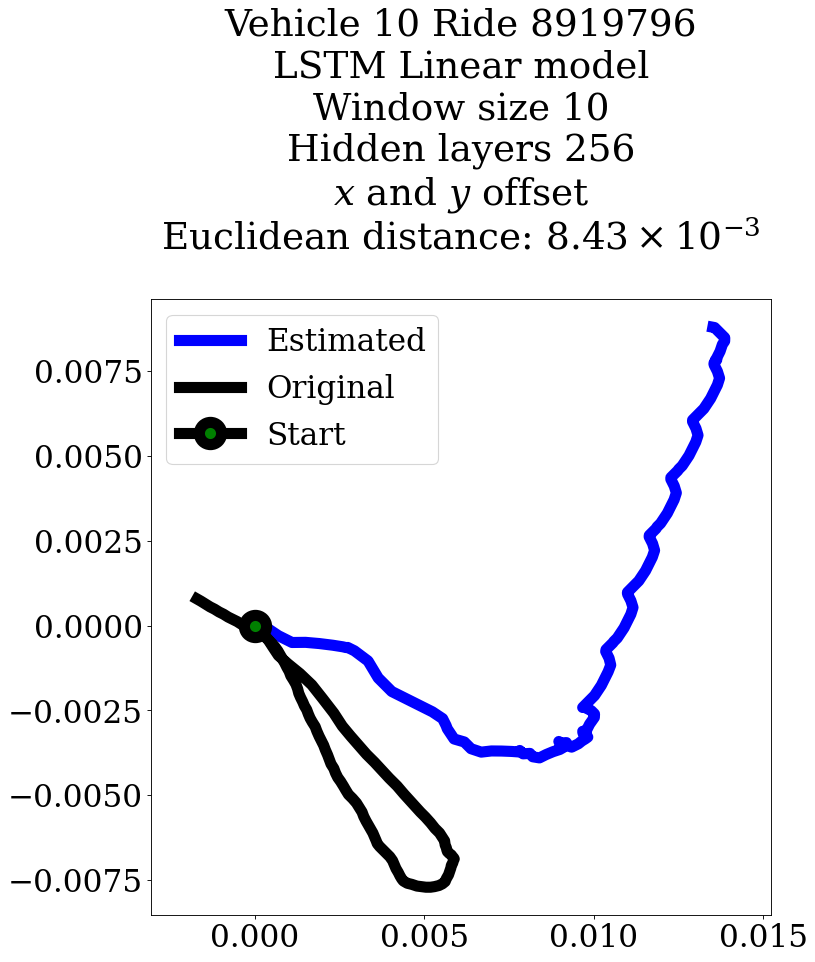 Vehicle 10 Ride 8919796
LSTM Linear model
Window size 10
Hidden layers 256
x and y offset
Euclidean distance: 8.43 × 10⁻³
Estimated
Original
Start
0.0075
0.0050
0.0025
0.0000
−0.0025
−0.0050
−0.0075
0.000 0.005 0.010 0.015